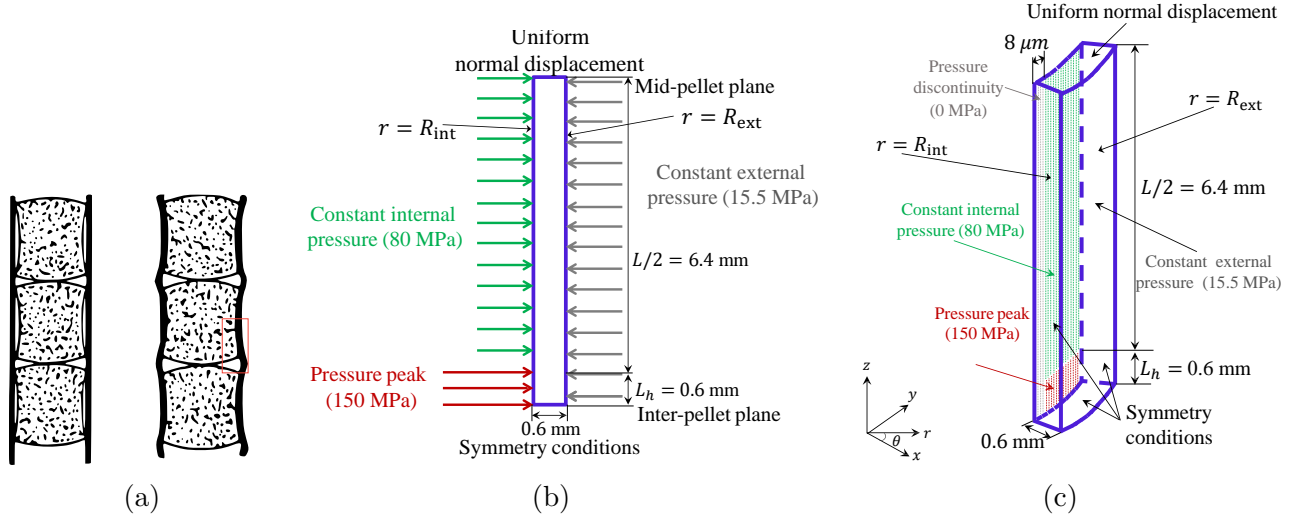 Uniform
normal displacement
Mid-pellet plane
r = R_int
r = R_ext
Constant external
pressure (15.5 MPa)
Constant internal
pressure (80 MPa)
L/2 = 6.4 mm
Pressure peak
(150 MPa)
L_h = 0.6 mm
Inter-pellet plane
0.6 mm
Symmetry conditions
Uniform normal displacement
8 μm
Pressure
discontinuity
(0 MPa)
r = R_ext
r = R_int
L/2 = 6.4 mm
Constant internal
pressure (80 MPa)
Constant external
pressure (15.5 MPa)
Pressure peak
(150 MPa)
L_h = 0.6 mm
z
y
r
θ
x
0.6 mm
Symmetry
conditions
(a)
(b)
(c)